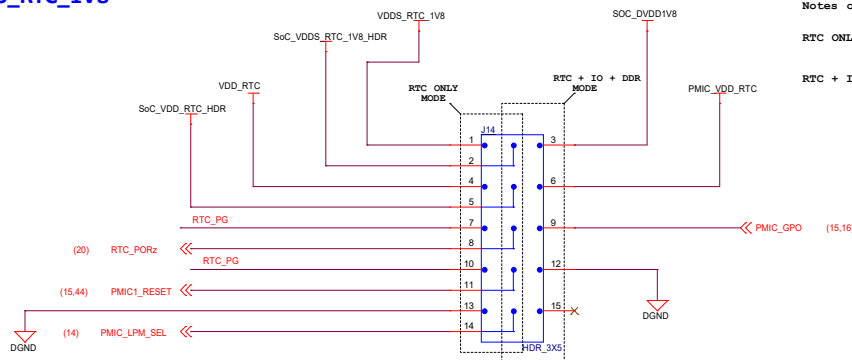 Notes
VDDS_RTC_1V8
SOC_DVDD1V8
SoC_VDDS_RTC_1V8_HDR
RTC ONL
VDD_RTC
RTC ONLY
MODE
RTC + IO + DDR
MODE
PMIC_VDD_RTC
RTC + I
SoC_VDD_RTC_HDR
J14
1
3
2
4
6
5
RTC_PG
7
9
PMIC_GPO
(15,16
(20)
RTC_PORz
8
RTC_PG
10
12
(15,44)
PMIC1_RESET
11
13
15
DGND
DGND
(14)
PMIC_LPM_SEL
14
HDR_3X5